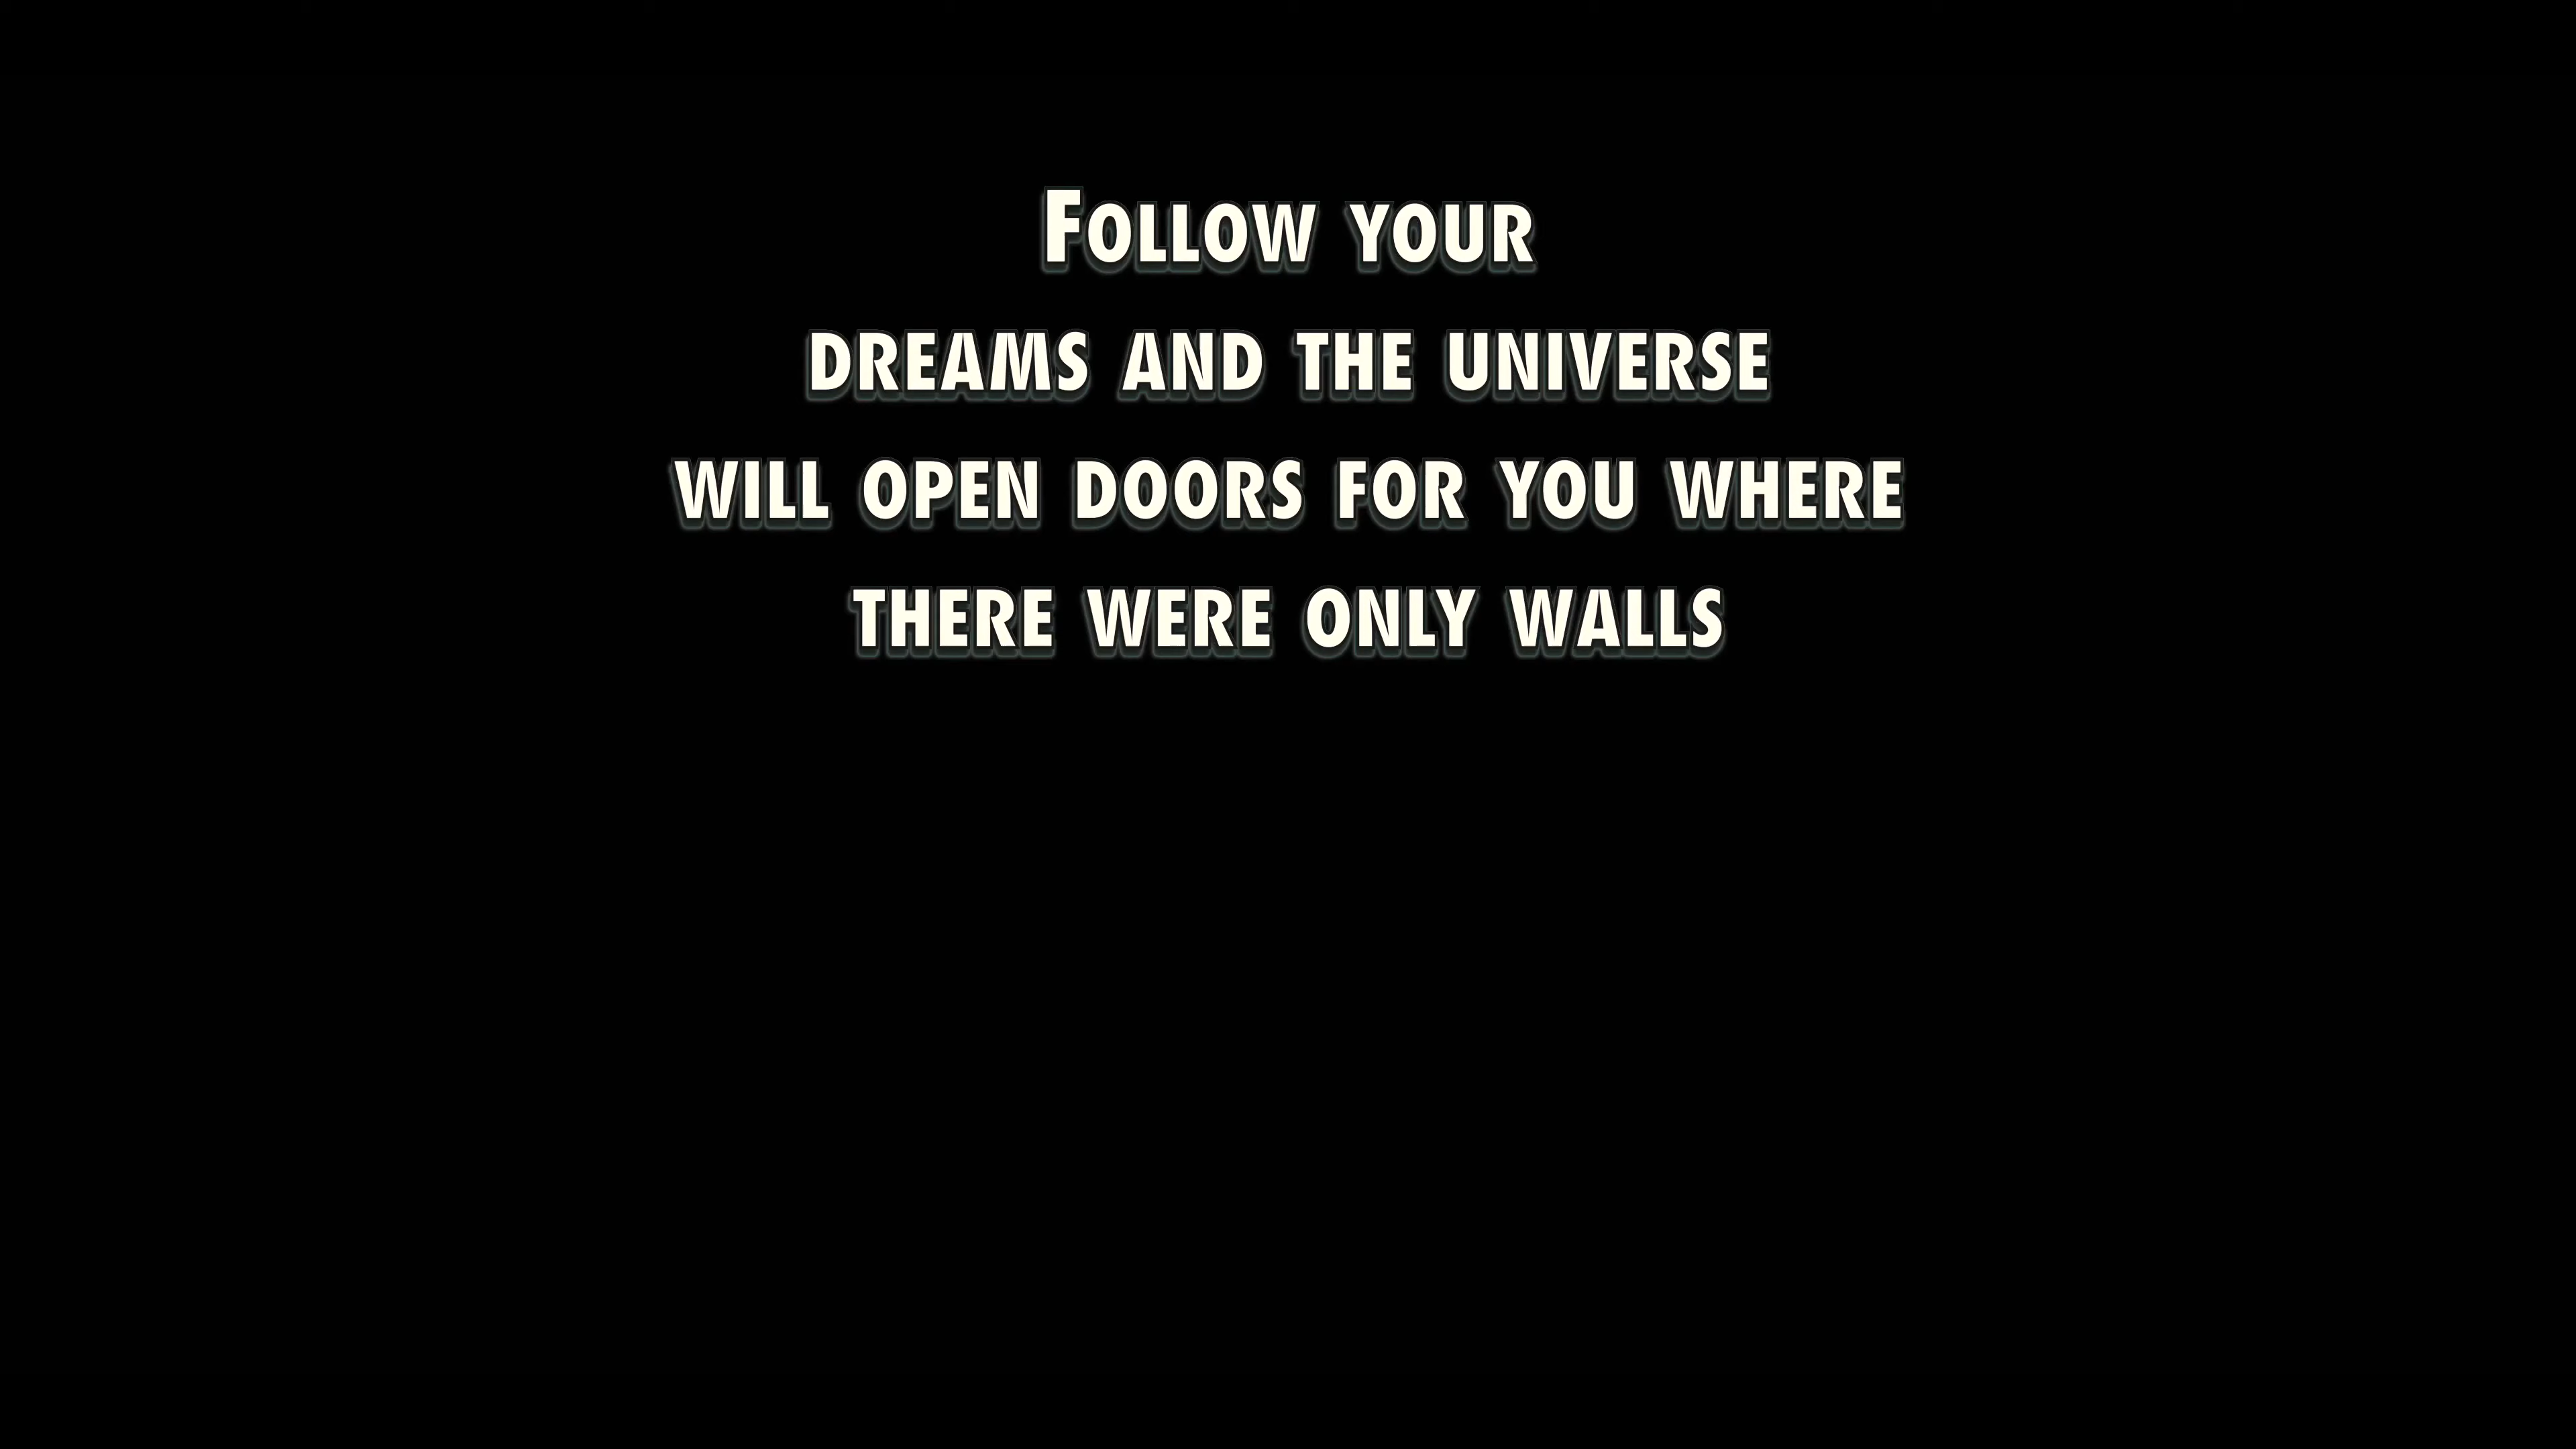 Follow your
dreams and the universe
will open doors for you where
there were only walls